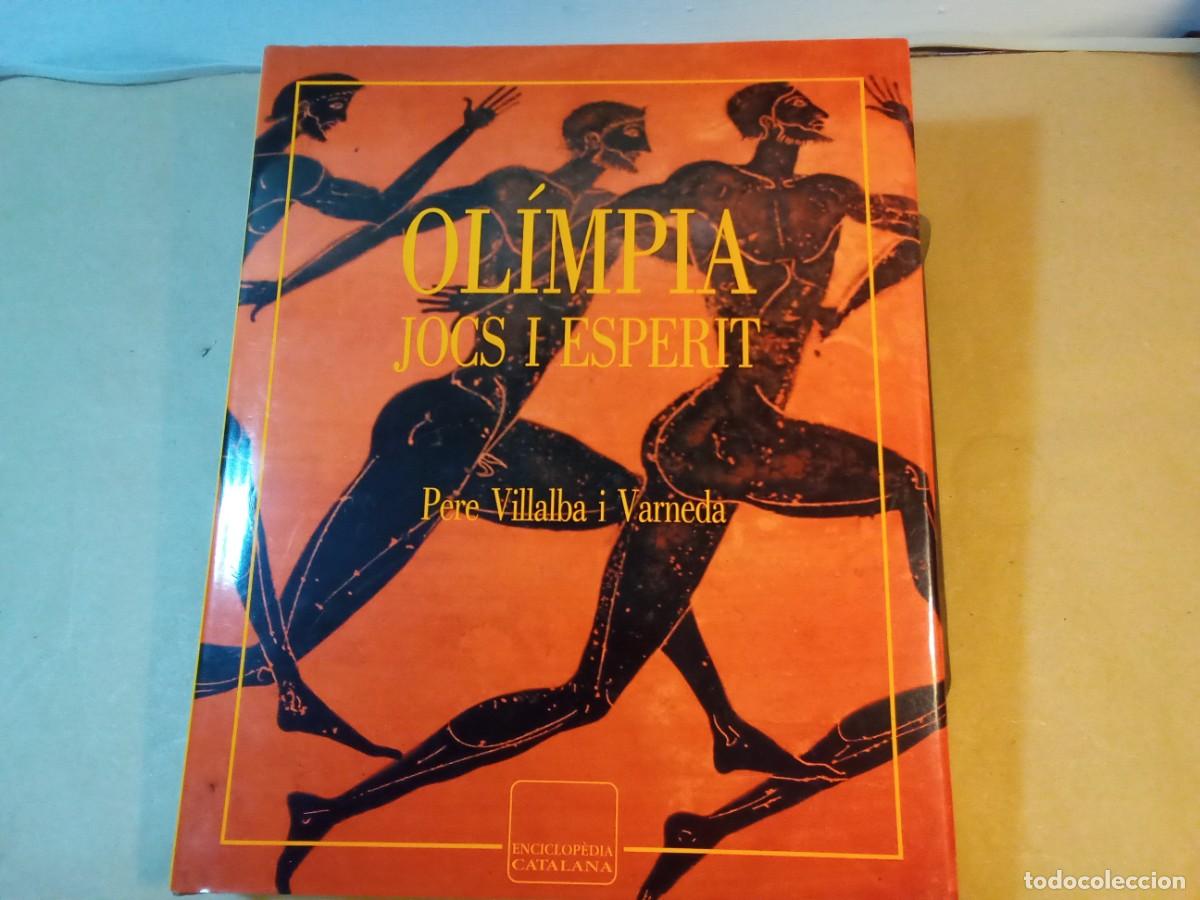 OLÍMPIA
JOCS I ESPERIT
Pere Villalba i Varneda
ENCICLOPÈDIA
CATALANA
todocoleccion